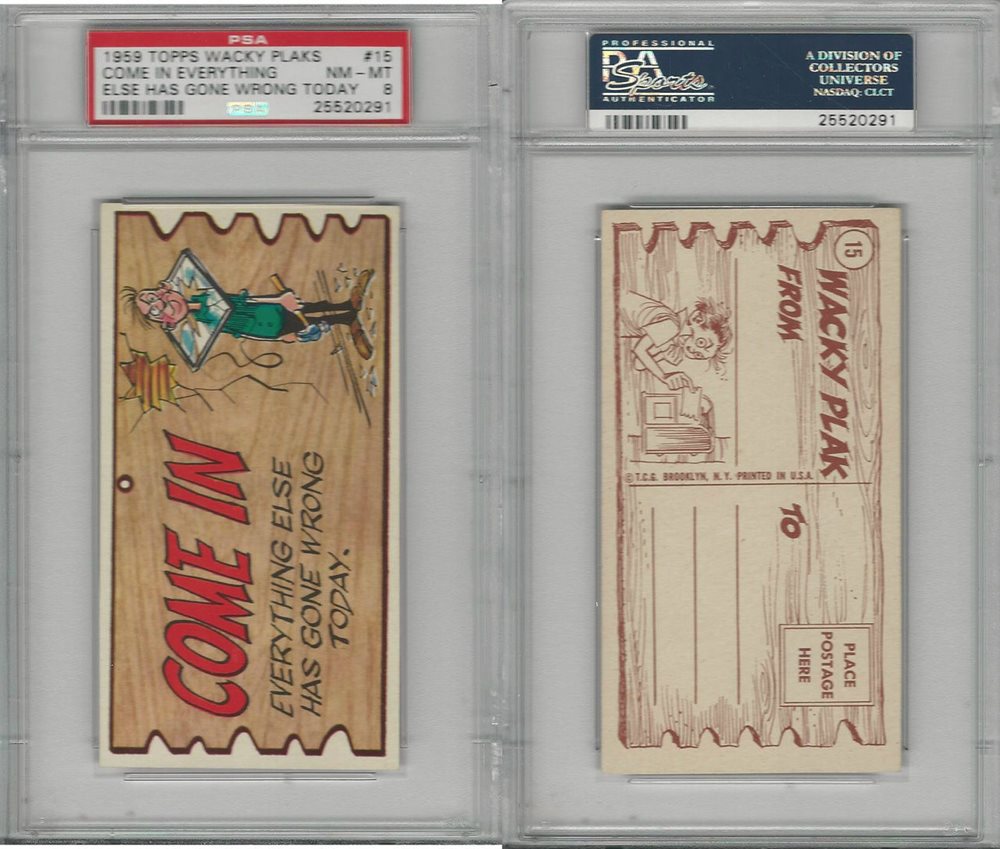 PSA
1959 TOPPS WACKY PLAKS #15
COME IN EVERYTHING NM - MT
ELSE HAS GONE WRONG TODAY 8
PSA 25520291
COME IN
EVERYTHING ELSE
HAS GONE WRONG
TODAY.
PROFESSIONAL
PSA
Sports
AUTHENTICATOR
A DIVISION OF
COLLECTORS
UNIVERSE
NASDAQ: CLCT
25520291
15
WACKY PLAK
FROM
TO
PLACE
POSTAGE
HERE
© T.C.G. BROOKLYN, N.Y. PRINTED IN U.S.A.